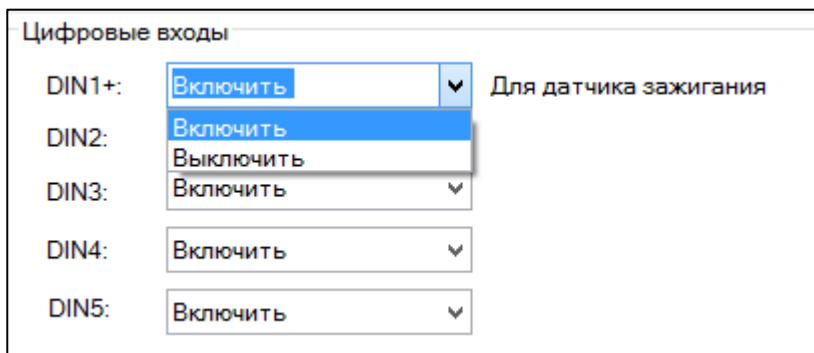 Цифровые входы
DIN1+: Включить Для датчика зажигания
Включить
DIN2:
Выключить
DIN3: Включить
DIN4: Включить
DIN5: Включить